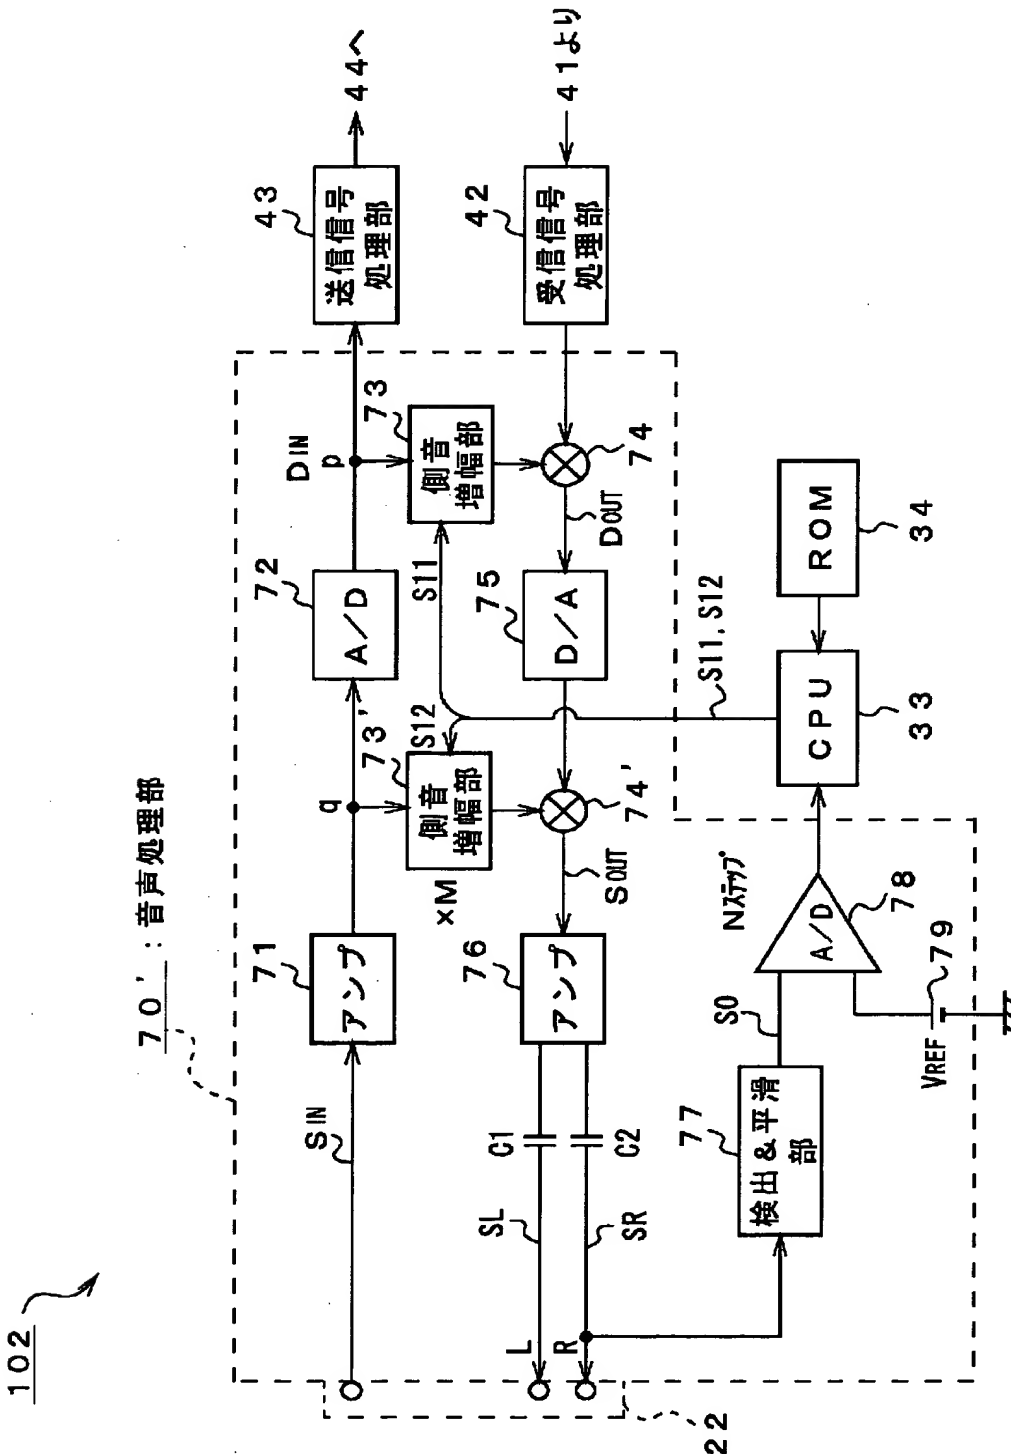 102
70' : 音声処理部
SIN
71
アンプ
q
72
A/D
DIN
p
43
送信信号
処理部
44へ
73'
側音
増幅部
×M
S12
S11
73
側音
増幅部
42
受信信号
処理部
41より
74
DOUT
75
D/A
74'
SOUT
76
アンプ
C1
C2
SL
SR
L
R
22
77
検出&平滑
部
S0
Nステップ
A/D
78
VREF
79
S11, S12
CPU
33
ROM
34